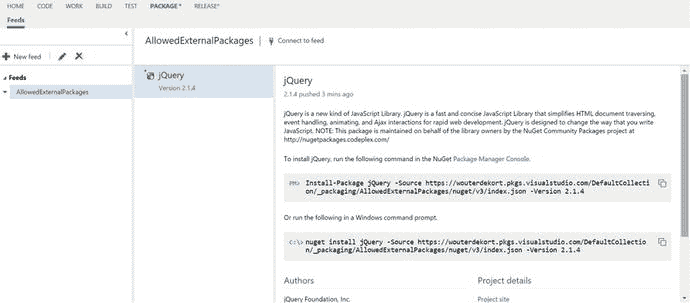 HOME CODE WORK BUILD TEST PACKAGE* RELEASE*
Feeds
New feed
Feeds
AllowedExternalPackages
AllowedExternalPackages | Connect to feed
jQuery
Version 2.1.4
jQuery
2.1.4 pushed 3 mins ago
jQuery is a new kind of JavaScript Library. jQuery is a fast and concise JavaScript Library that simplifies HTML document traversing,
event handling, animating, and Ajax interactions for rapid web development. jQuery is designed to change the way that you write
JavaScript. NOTE: This package is maintained on behalf of the library owners by the NuGet Community Packages project at
http://nugetpackages.codeplex.com/
To install jQuery, run the following command in the NuGet Package Manager Console.
PM> Install-Package jQuery -Source https://wouterdekort.pkgs.visualstudio.com/DefaultCollecti
on/_packaging/AllowedExternalPackages/nuget/v3/index.json -Version 2.1.4
Or run the following in a Windows command prompt.
C:\> nuget install jQuery -Source https://wouterdekort.pkgs.visualstudio.com/DefaultCollectio
n/_packaging/AllowedExternalPackages/nuget/v3/index.json -Version 2.1.4
Authors
jQuery Foundation, Inc.
Project details
Project site